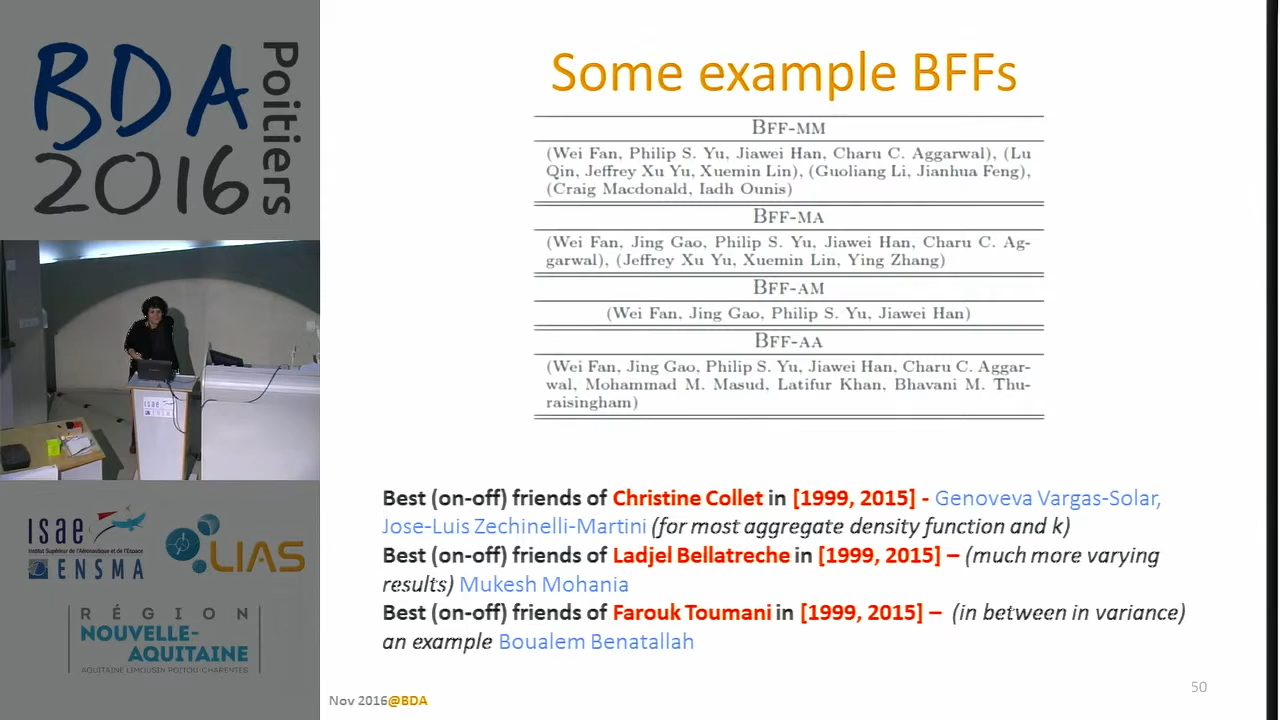 BDA
Poitiers
2016
isae
Institut Supérieur de l'Aéronautique et de l'Espace
ENSMA
LIAS
RÉGION
NOUVELLE-
AQUITAINE
AQUITAINE LIMOUSIN POITOU-CHARENTES
Some example BFFs
BFF-MM
(Wei Fan, Philip S. Yu, Jiawei Han, Charu C. Aggarwal), (Lu
Qin, Jeffrey Xu Yu, Xuemin Lin), (Guoliang Li, Jianhua Feng),
(Craig Macdonald, Iadh Ounis)
BFF-MA
(Wei Fan, Jing Gao, Philip S. Yu, Jiawei Han, Charu C. Ag-
garwal), (Jeffrey Xu Yu, Xuemin Lin, Ying Zhang)
BFF-AM
(Wei Fan, Jing Gao, Philip S. Yu, Jiawei Han)
BFF-AA
(Wei Fan, Jing Gao, Philip S. Yu, Jiawei Han, Charu C. Aggar-
wal, Mohammad M. Masud, Latifur Khan, Bhavani M. Thu-
raisingham)
Best (on-off) friends of Christine Collet in [1999, 2015] - Genoveva Vargas-Solar,
Jose-Luis Zechinelli-Martini (for most aggregate density function and k)
Best (on-off) friends of Ladjel Bellatreche in [1999, 2015] – (much more varying
results) Mukesh Mohania
Best (on-off) friends of Farouk Toumani in [1999, 2015] – (in between in variance)
an example Boualem Benatallah
Nov 2016@BDA
50